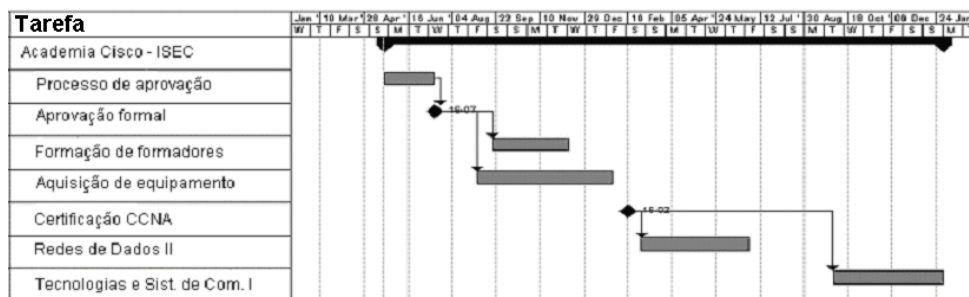 Tarefa
Jan ' 10 Mar ' 28 Apr ' 16 Jun ' 04 Aug ' 22 Sep ' 10 Nov ' 29 Dec ' 16 Feb ' 05 Apr ' 24 May ' 12 Jul ' 30 Aug ' 18 Oct ' 06 Dec ' 24 Jan
W T F S S M T W T F S S M T W T F S S M T W T F S S M T W T F S S M
Academia Cisco - ISEC
Processo de aprovação
Aprovação formal
15-07
Formação de formadores
Aquisição de equipamento
Certificação CCNA
15-02
Redes de Dados II
Tecnologias e Sist. de Com. I